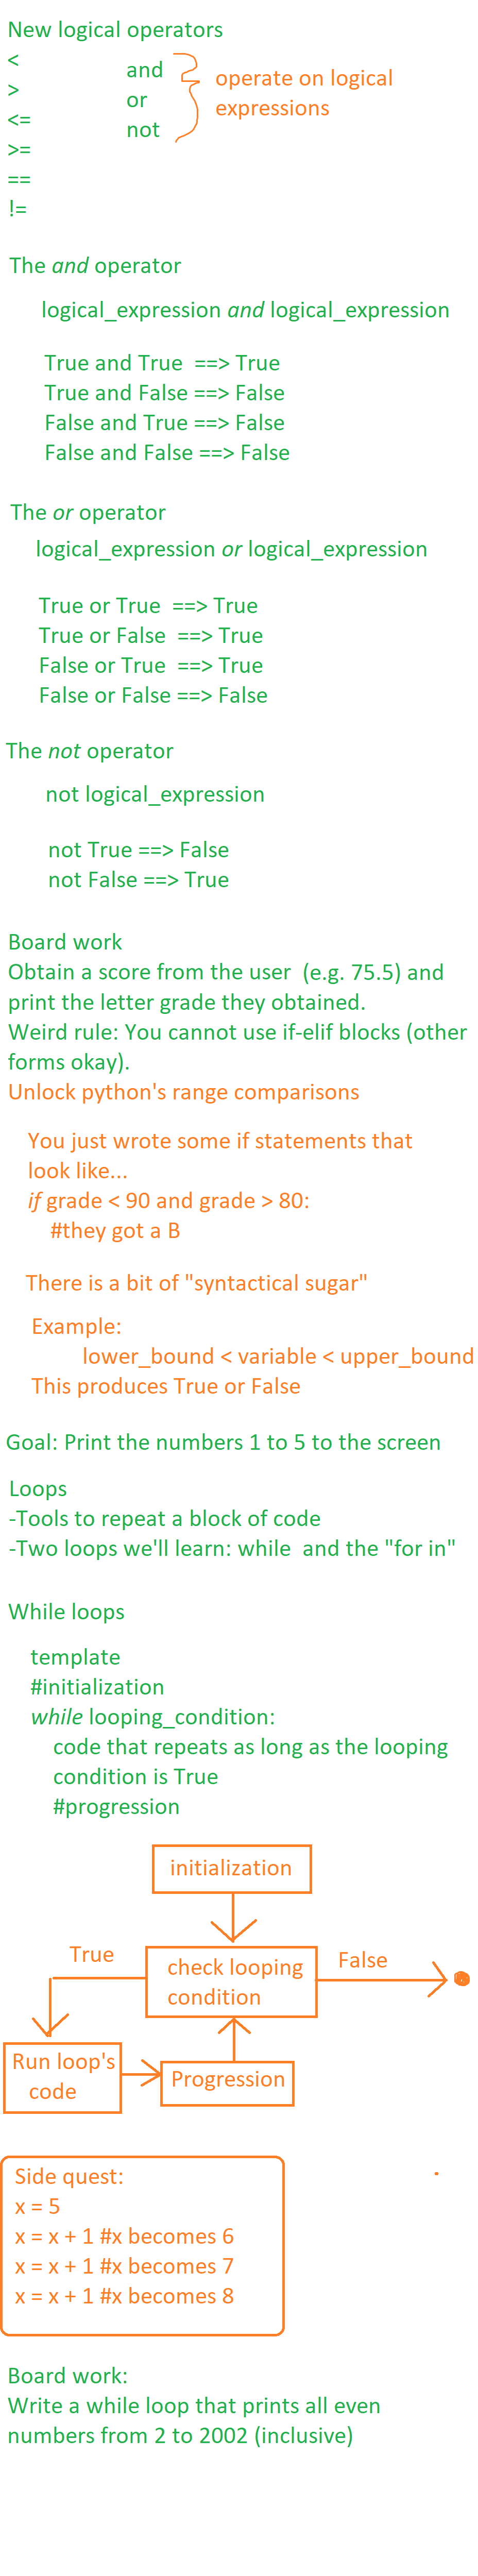 New logical operators
<
>
<=
>=
==
!=
and
or
not
operate on logical
expressions
The and operator
logical_expression and logical_expression
True and True ==> True
True and False ==> False
False and True ==> False
False and False ==> False
The or operator
logical_expression or logical_expression
True or True ==> True
True or False ==> True
False or True ==> True
False or False ==> False
The not operator
not logical_expression
not True ==> False
not False ==> True
Board work
Obtain a score from the user (e.g. 75.5) and
print the letter grade they obtained.
Weird rule: You cannot use if-elif blocks (other
forms okay).
Unlock python's range comparisons
You just wrote some if statements that
look like...
if grade < 90 and grade > 80:
#they got a B
There is a bit of "syntactical sugar"
Example:
lower_bound < variable < upper_bound
This produces True or False
Goal: Print the numbers 1 to 5 to the screen
Loops
-Tools to repeat a block of code
-Two loops we'll learn: while and the "for in"
While loops
template
#initialization
while looping_condition:
code that repeats as long as the looping
condition is True
#progression
initialization
True
check looping
condition
False
Run loop's
code
Progression
Side quest:
x = 5
x = x + 1 #x becomes 6
x = x + 1 #x becomes 7
x = x + 1 #x becomes 8
Board work:
Write a while loop that prints all even
numbers from 2 to 2002 (inclusive)